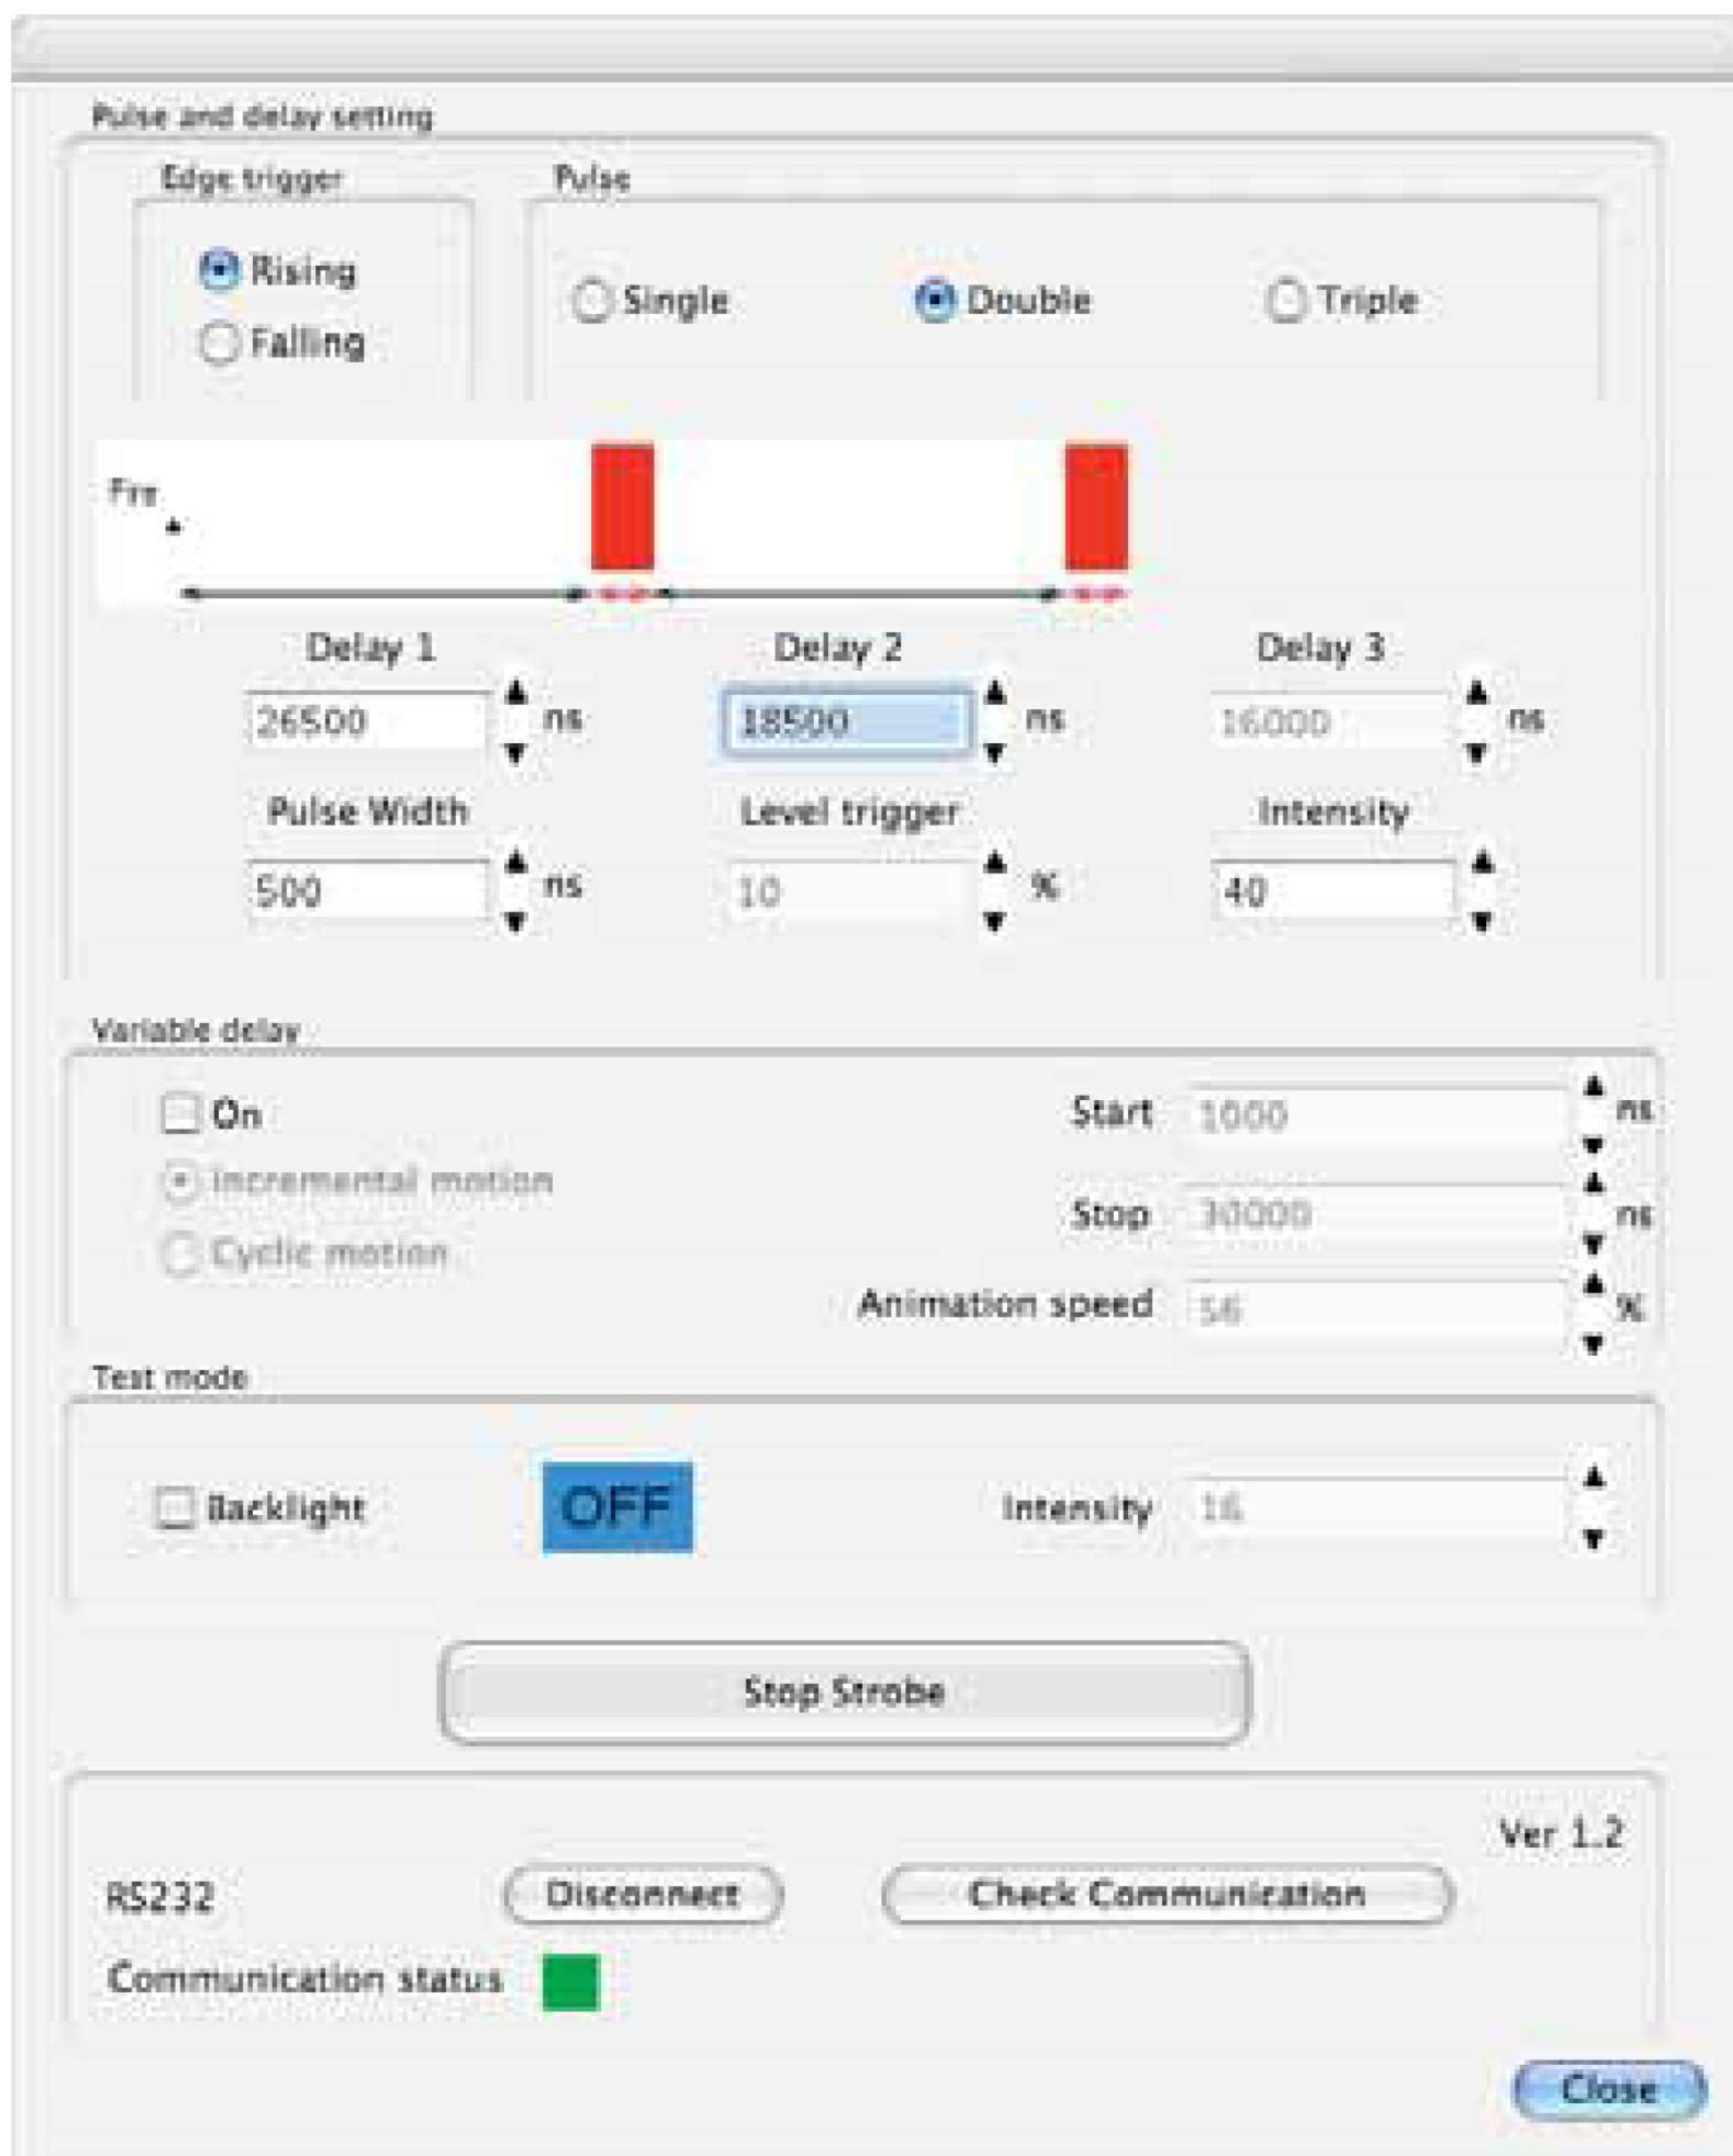 Pulse and delay setting
Edge trigger Pulse
Rising
Single Double Triple
Falling
Fre
Delay 1 Delay 2 Delay 3
26500 ns 18500 ns 16000 ns
Pulse Width Level trigger Intensity
500 ns 10 % 40
Variable delay
On Start 1000 ns
Incremental motion
Stop 30000 ns
Cyclic motion
Animation speed 56 %
Test mode
Backlight OFF Intensity 16
Stop Strobe
Ver 1.2
RS232 Disconnect Check Communication
Communication status
Close